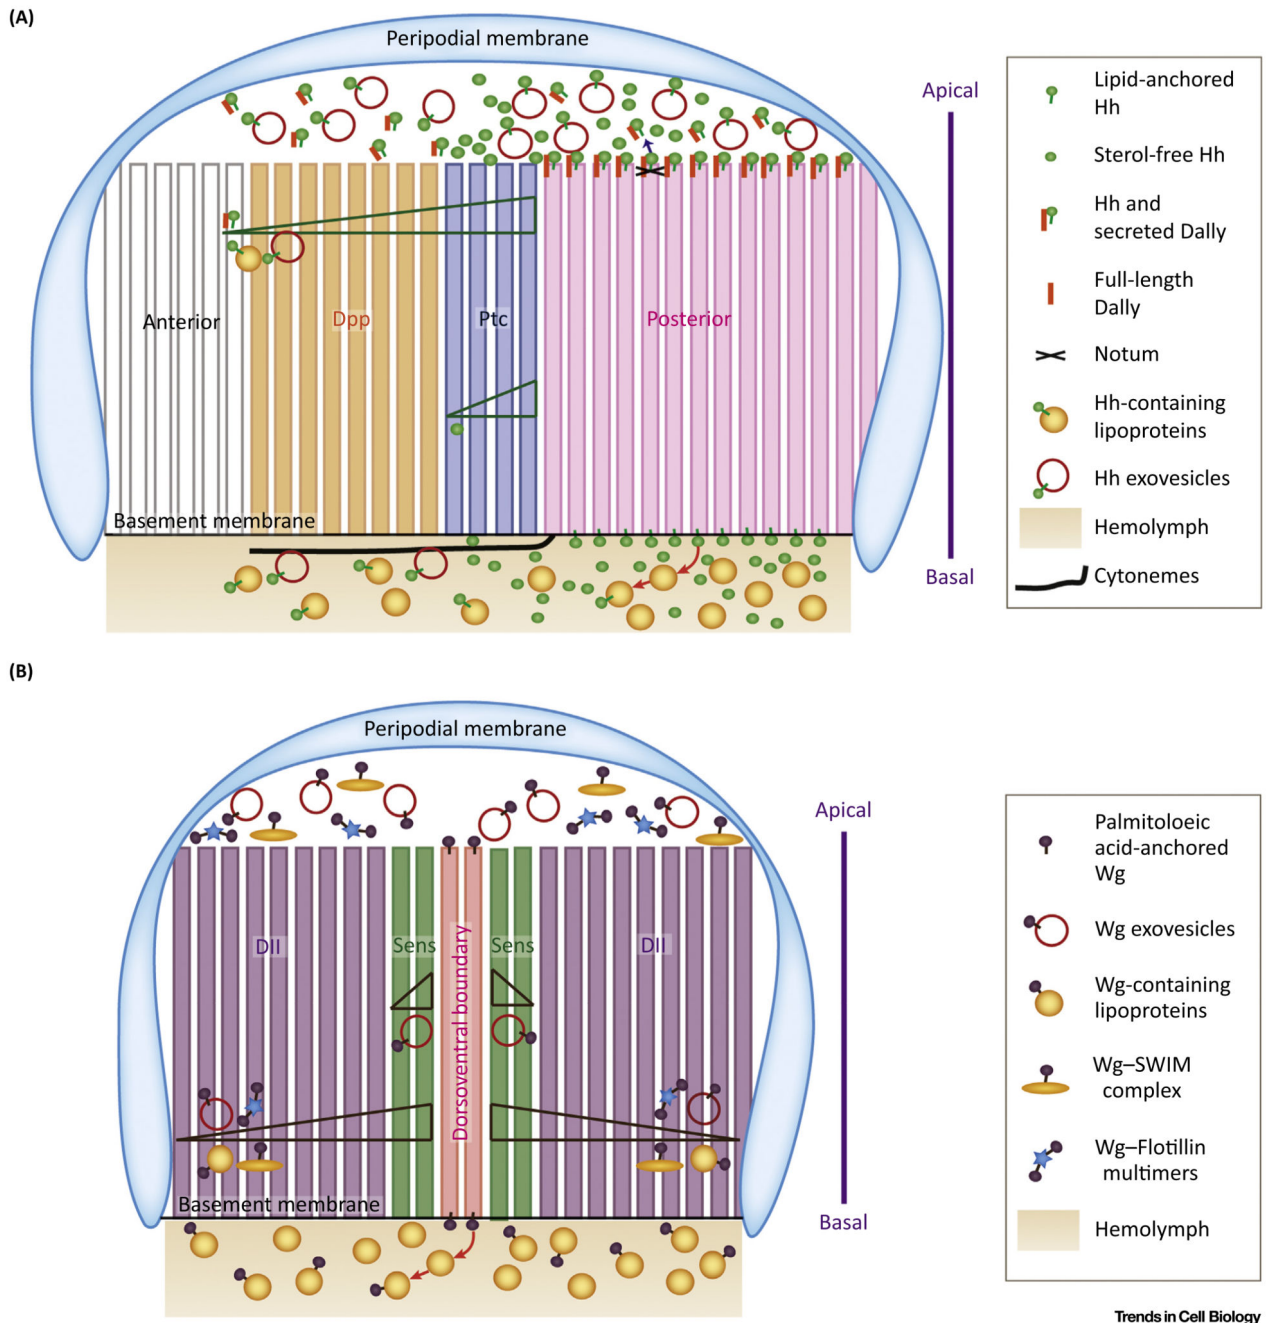 (A)
Peripodial membrane
Apical
Anterior
Dpp
Ptc
Posterior
Basement membrane
Basal
Lipid-anchored
Hh
Sterol-free Hh
Hh and
secreted Dally
Full-length
Dally
Notum
Hh-containing
lipoproteins
Hh exovesicles
Hemolymph
Cytonemes
(B)
Peripodial membrane
Apical
Dll
Sens
Dorsoventral boundary
Sens
Dll
Basement membrane
Basal
Palmitoloeic
acid-anchored
Wg
Wg exovesicles
Wg-containing
lipoproteins
Wg–SWIM
complex
Wg–Flotillin
multimers
Hemolymph
Trends in Cell Biology